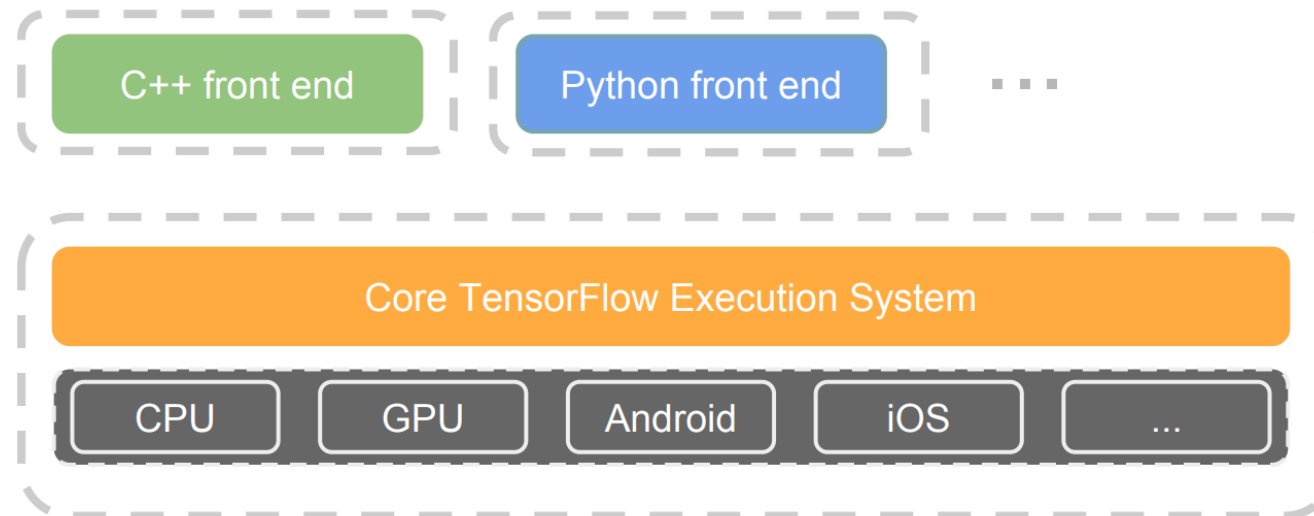 C++ front end
Python front end
...
Core TensorFlow Execution System
CPU
GPU
Android
iOS
...